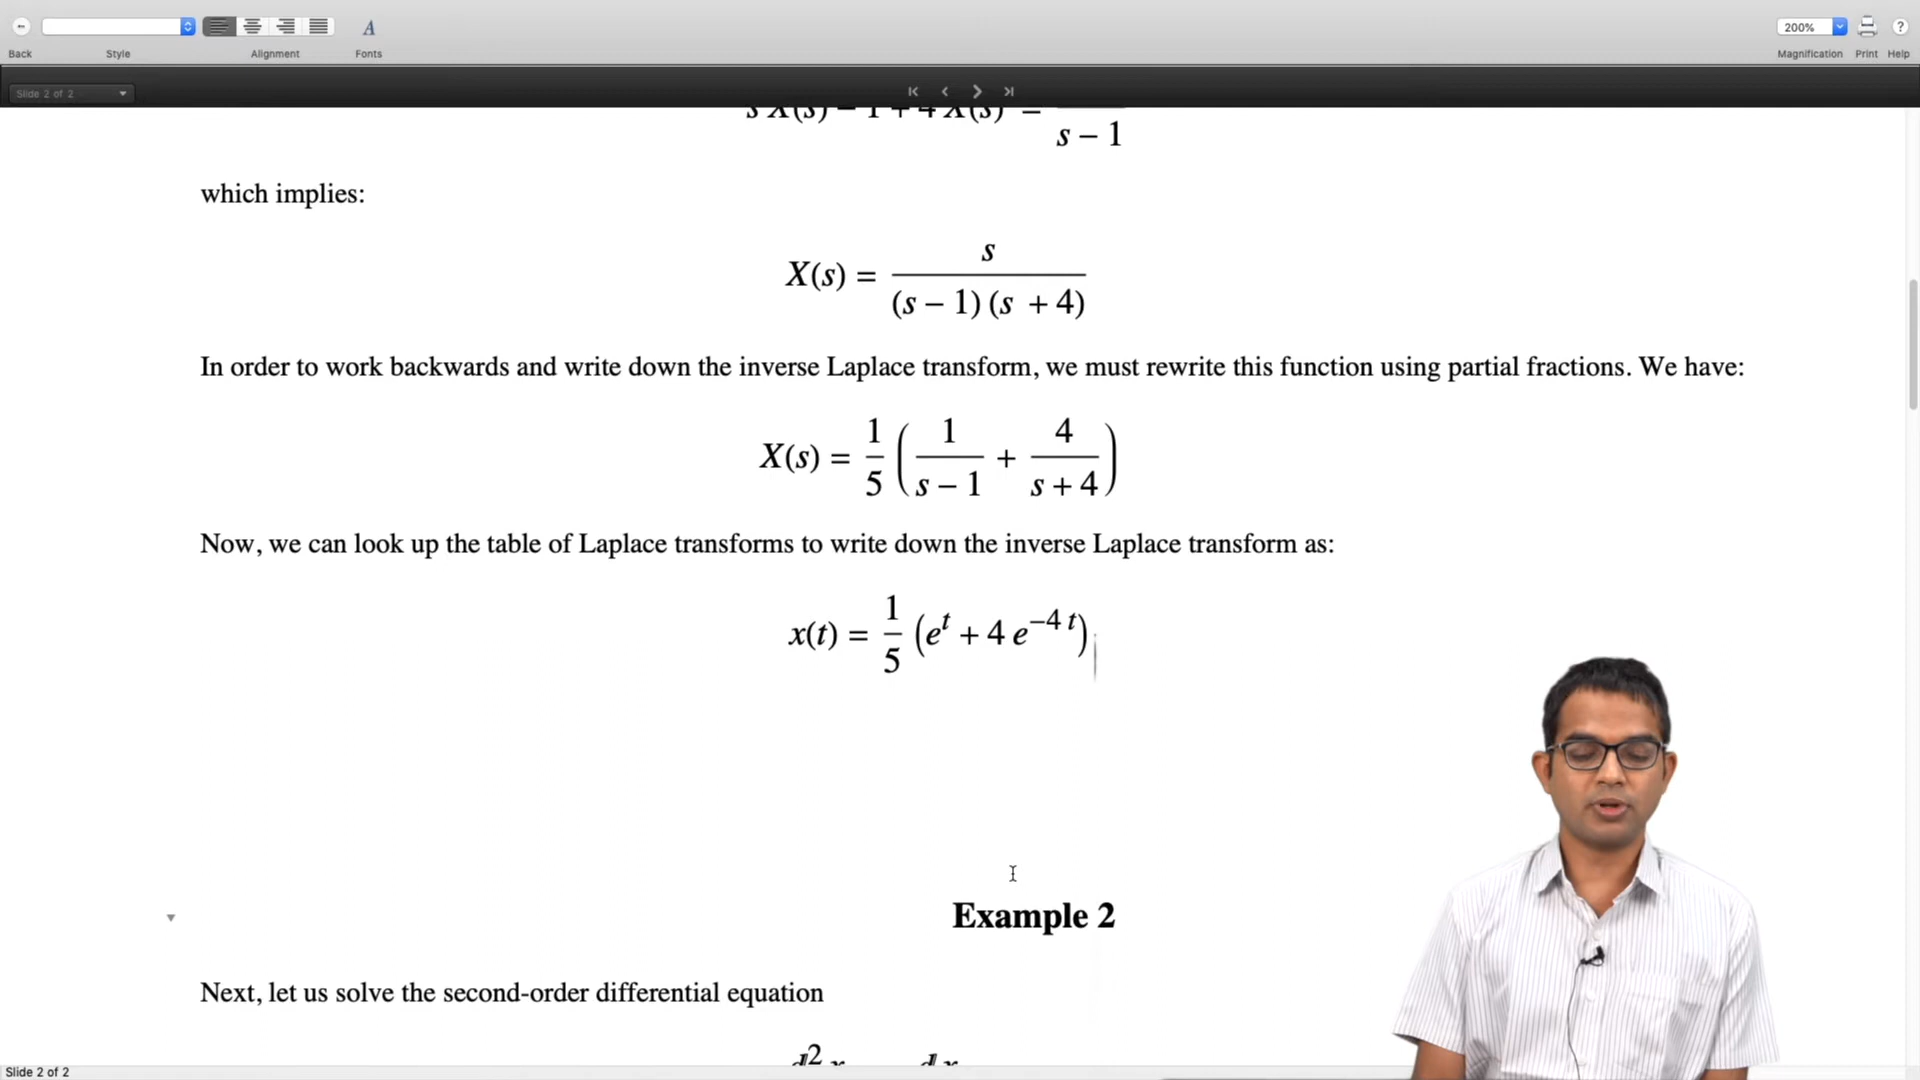 200%
Back Style Alignment Fonts Magnification Print Help
Slide 2 of 2
s X(s) − 1 + 4 X(s) =
s − 1
which implies:
X(s) = s / ((s − 1) (s + 4))
In order to work backwards and write down the inverse Laplace transform, we must rewrite this function using partial fractions. We have:
X(s) = 1/5 (1/(s − 1) + 4/(s + 4))
Now, we can look up the table of Laplace transforms to write down the inverse Laplace transform as:
x(t) = 1/5 (e^t + 4 e^(−4 t))
Example 2
Next, let us solve the second-order differential equation
Slide 2 of 2